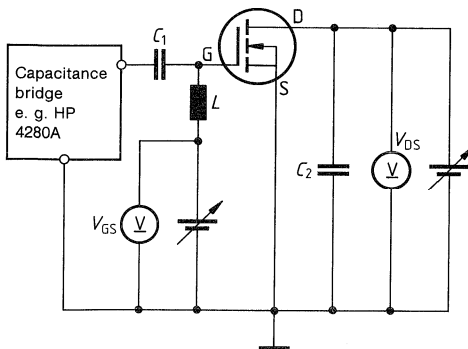 Capacitance
bridge
e. g. HP
4280A
C1
G
D
S
L
VGS
V
C2
VDS
V